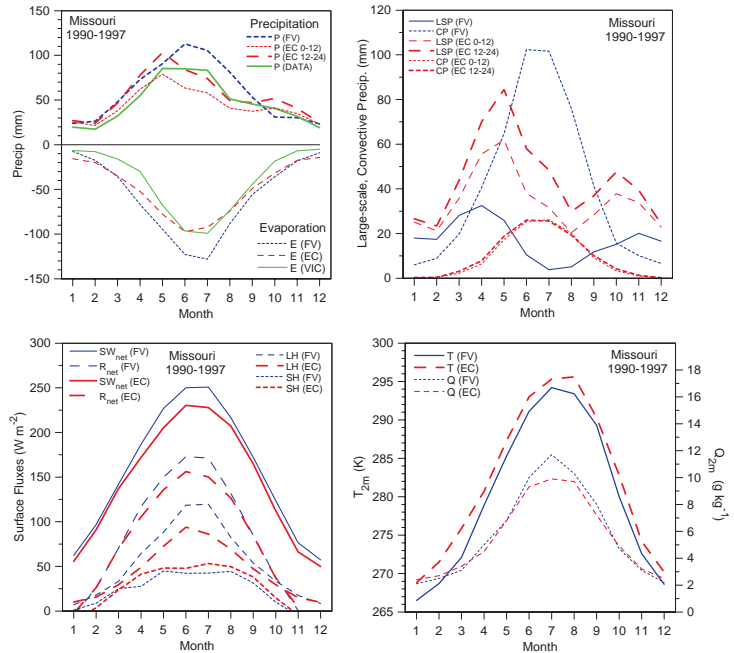 Missouri
1990-1997
Precipitation
P (FV)
P (EC 0-12)
P (EC 12-24)
P (DATA)
150
100
50
0
-50
-100
-150
Precip (mm)
Evaporation
E (FV)
E (EC)
E (VIC)
1 2 3 4 5 6 7 8 9 10 11 12
Month
LSP (FV)
CP (FV)
LSP (EC 0-12)
LSP (EC 12-24)
CP (EC 0-12)
CP (EC 12-24)
Missouri
1990-1997
120
100
80
60
40
20
0
Large-scale, Convective Precip. (mm)
1 2 3 4 5 6 7 8 9 10 11 12
Month
SWnet (FV)
Rnet (FV)
SWnet (EC)
Rnet (EC)
Missouri
1990-1997
LH (FV)
LH (EC)
SH (FV)
SH (EC)
300
250
200
150
100
50
0
Surface Fluxes (W m-2)
1 2 3 4 5 6 7 8 9 10 11 12
Month
T (FV)
T (EC)
Q (FV)
Q (EC)
Missouri
1990-1997
300
295
290
285
280
275
270
265
T2m (K)
18
16
14
12
10
8
6
4
2
0
Q2m (g kg-1)
1 2 3 4 5 6 7 8 9 10 11 12
Month